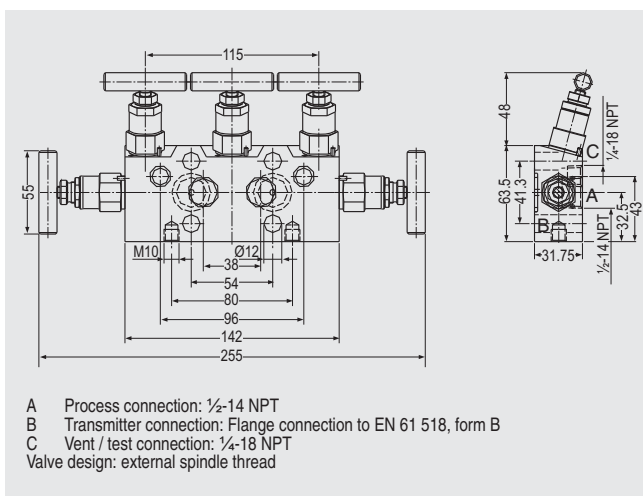 115
48
¼-18 NPT
C
55
63.5
41.3
A
32.5
43
B
M10
Ø12
38
31.75
½-14 NPT
54
80
96
142
255
A Process connection: ½-14 NPT
B Transmitter connection: Flange connection to EN 61 518, form B
C Vent / test connection: ¼-18 NPT
Valve design: external spindle thread